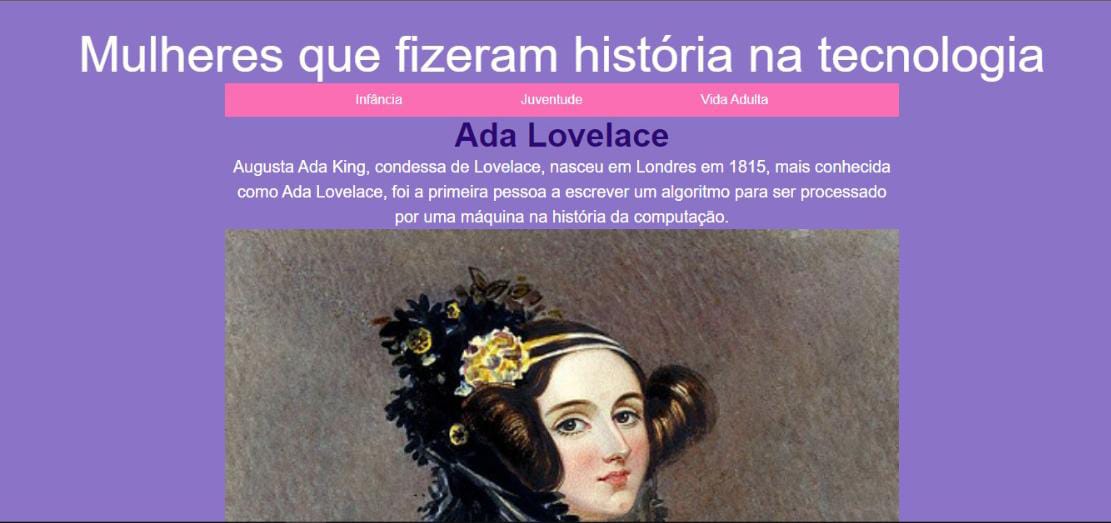 Mulheres que fizeram história na tecnologia
Infância Juventude Vida Adulta
Ada Lovelace
Augusta Ada King, condessa de Lovelace, nasceu em Londres em 1815, mais conhecida
como Ada Lovelace, foi a primeira pessoa a escrever um algoritmo para ser processado
por uma máquina na história da computação.